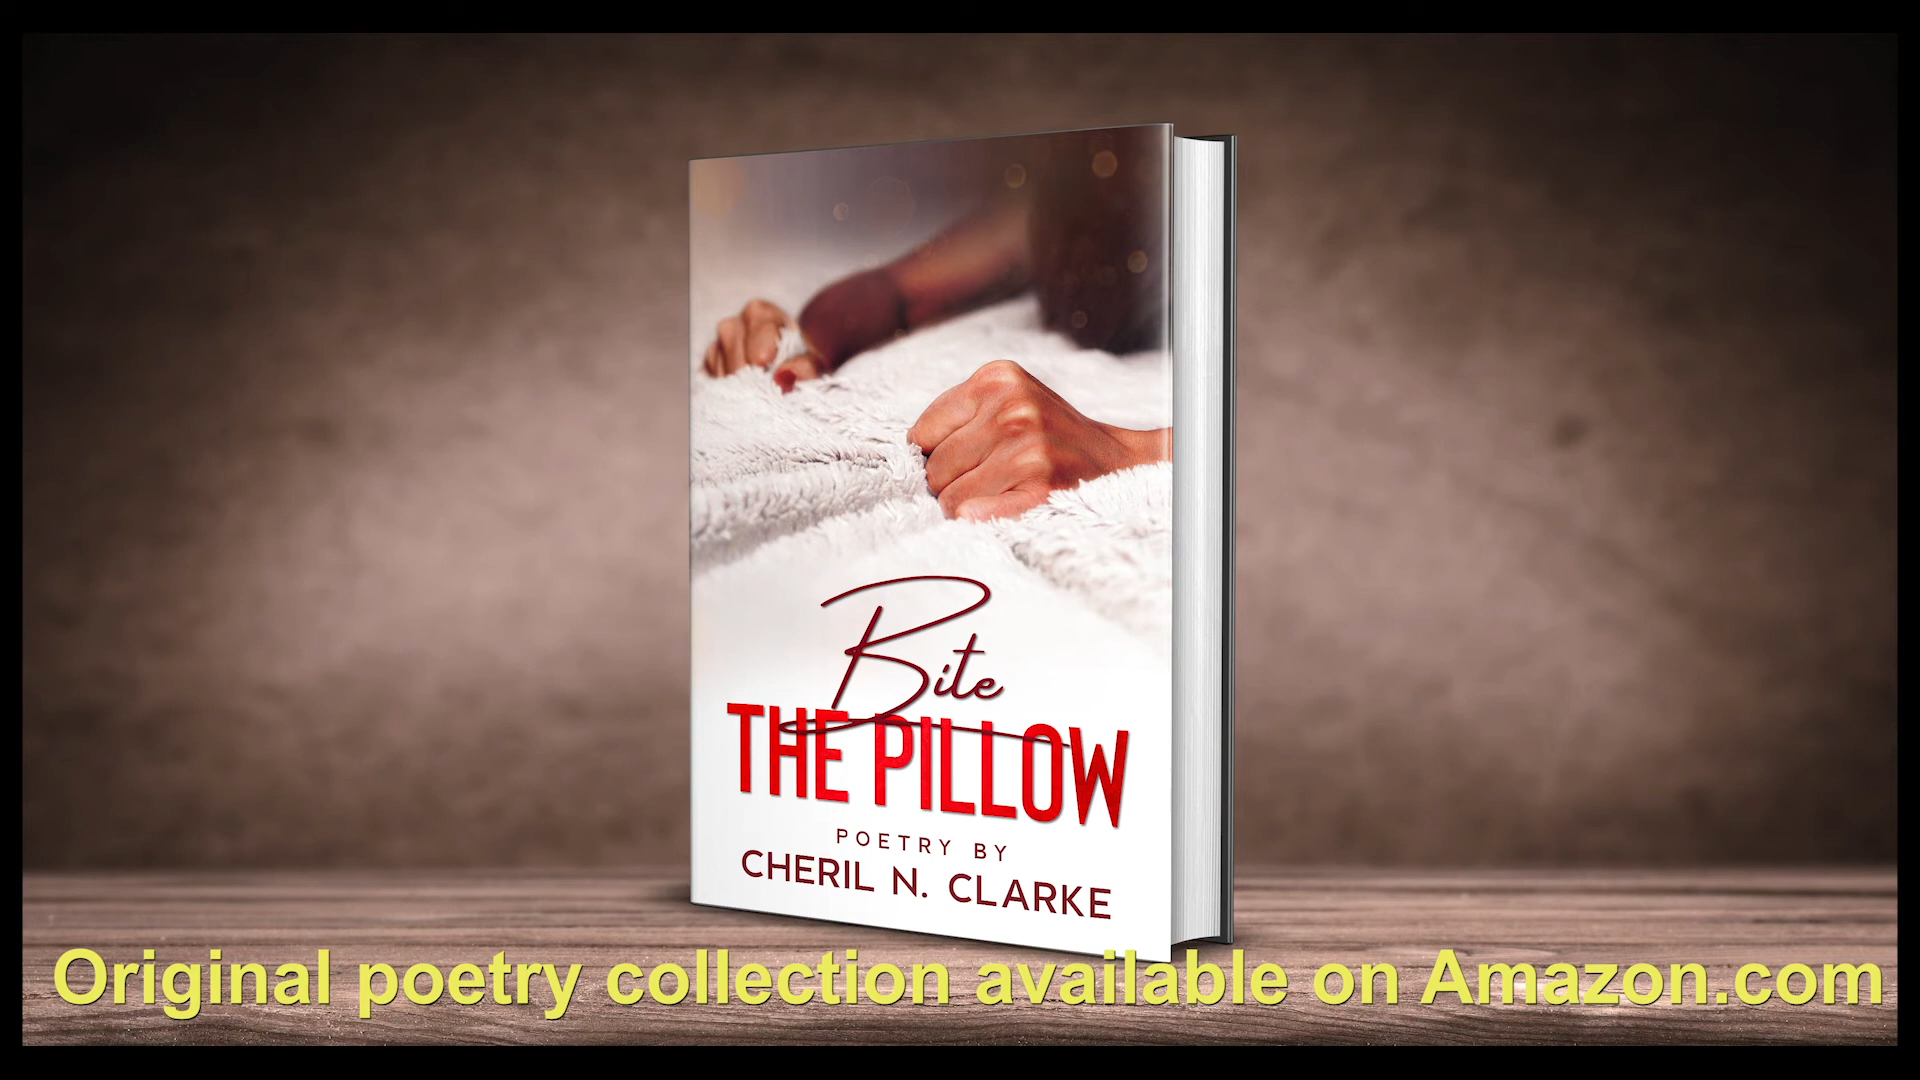 Bite
THE PILLOW
POETRY BY
CHERIL N. CLARKE
Original poetry collection available on Amazon.com